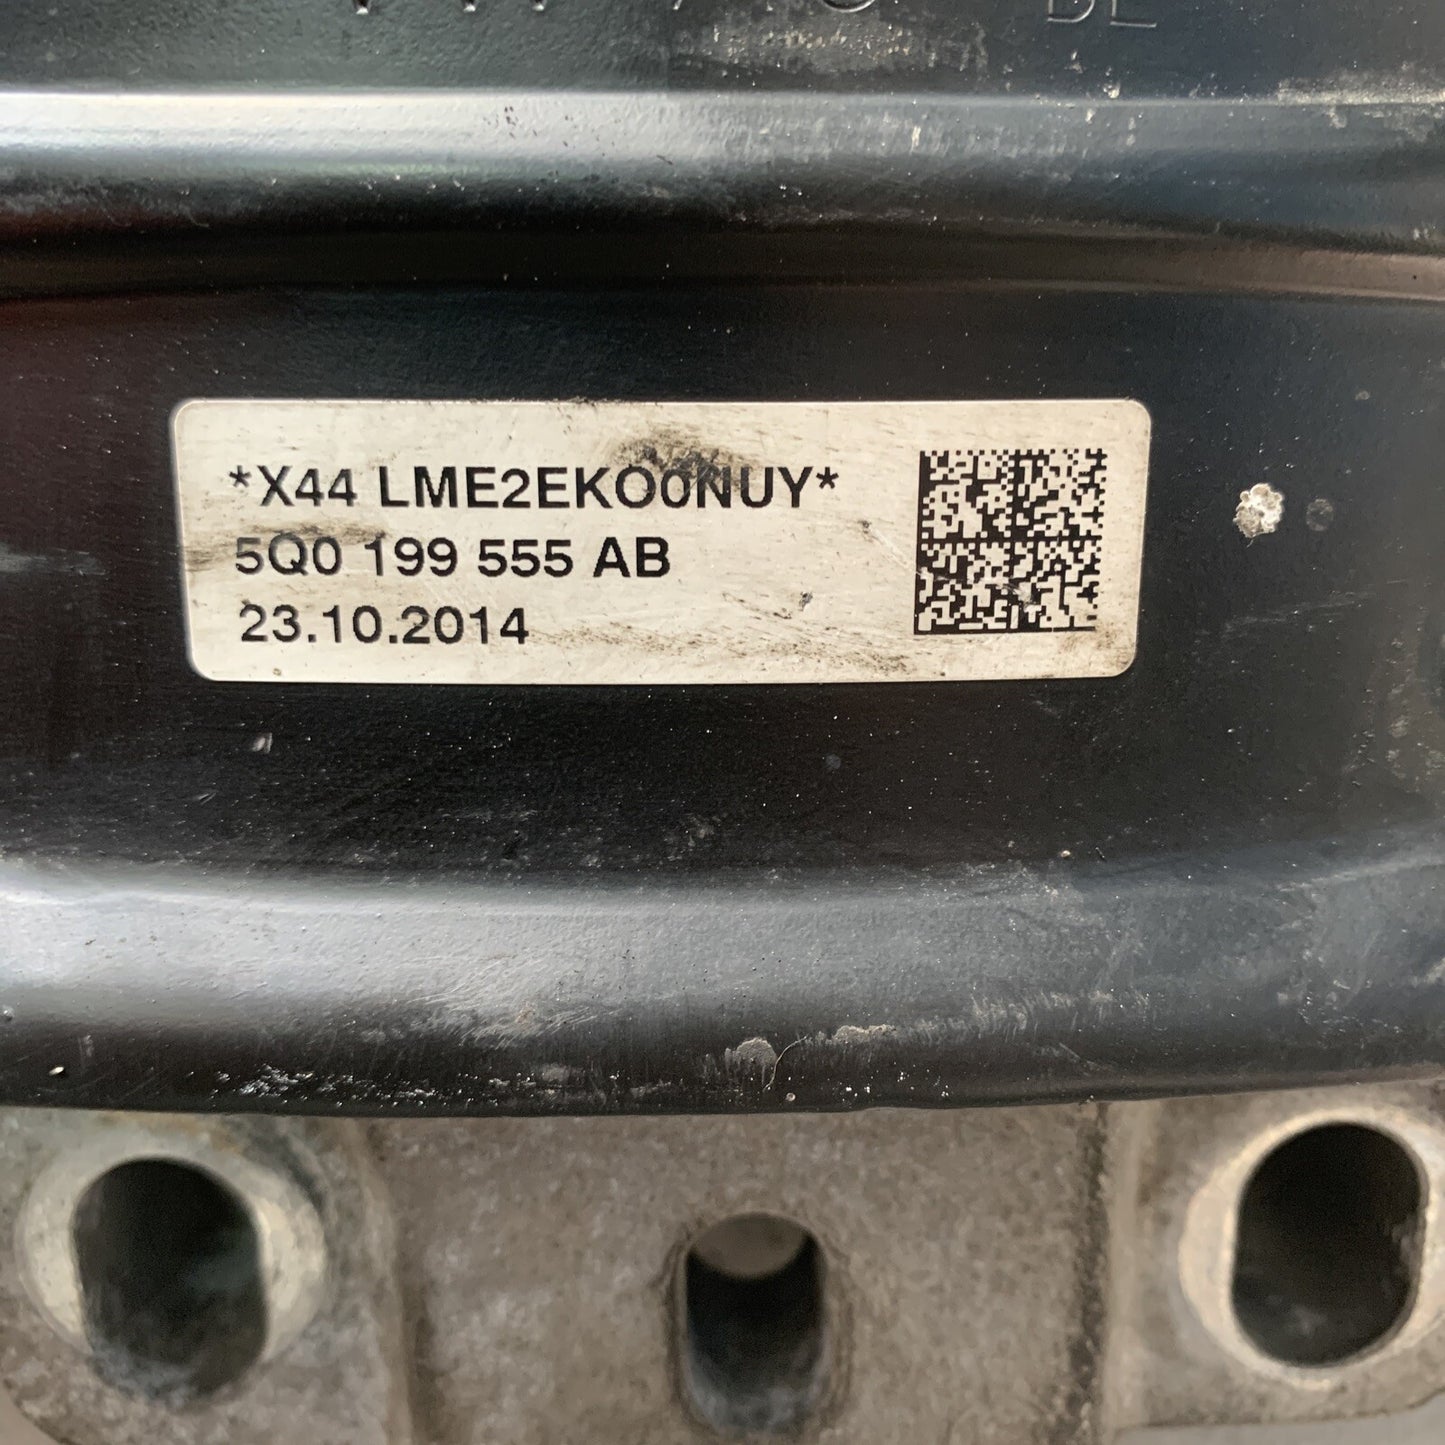 *X44 LME2EKO0NUY*
5Q0 199 555 AB
23.10.2014